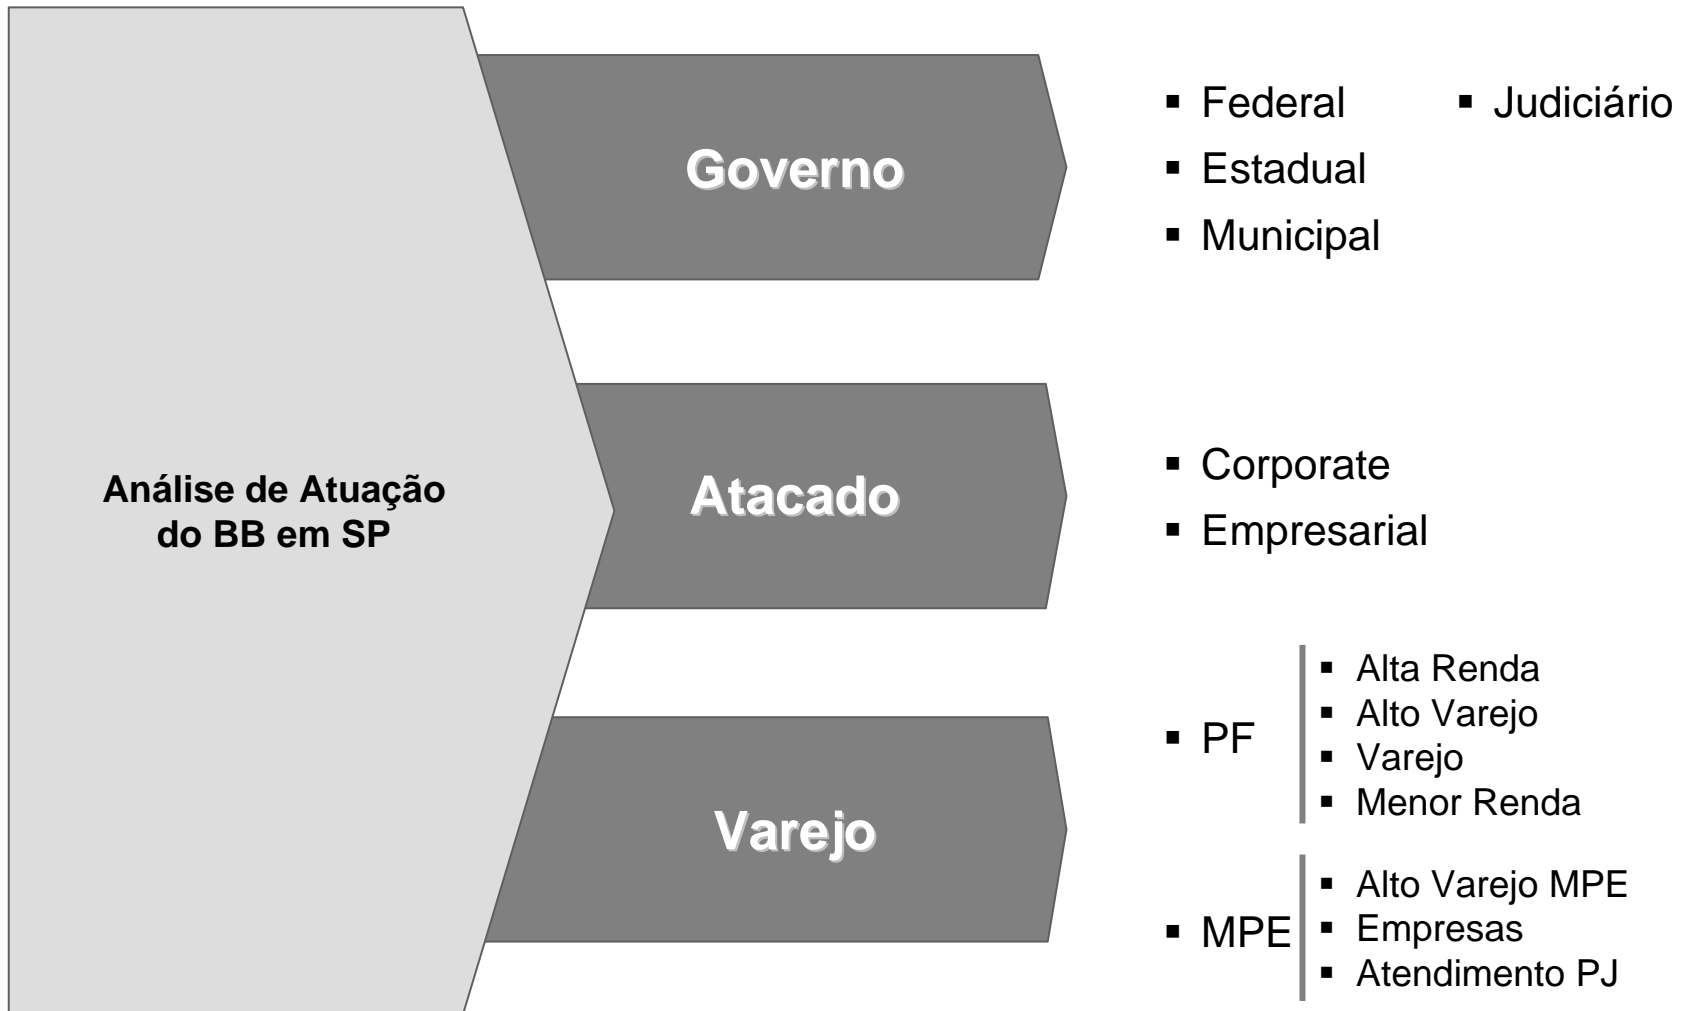 Análise de Atuação
do BB em SP
Governo
▪ Federal
▪ Judiciário
▪ Estadual
▪ Municipal
Atacado
▪ Corporate
▪ Empresarial
Varejo
▪ PF
▪ Alta Renda
▪ Alto Varejo
▪ Varejo
▪ Menor Renda
▪ MPE
▪ Alto Varejo MPE
▪ Empresas
▪ Atendimento PJ